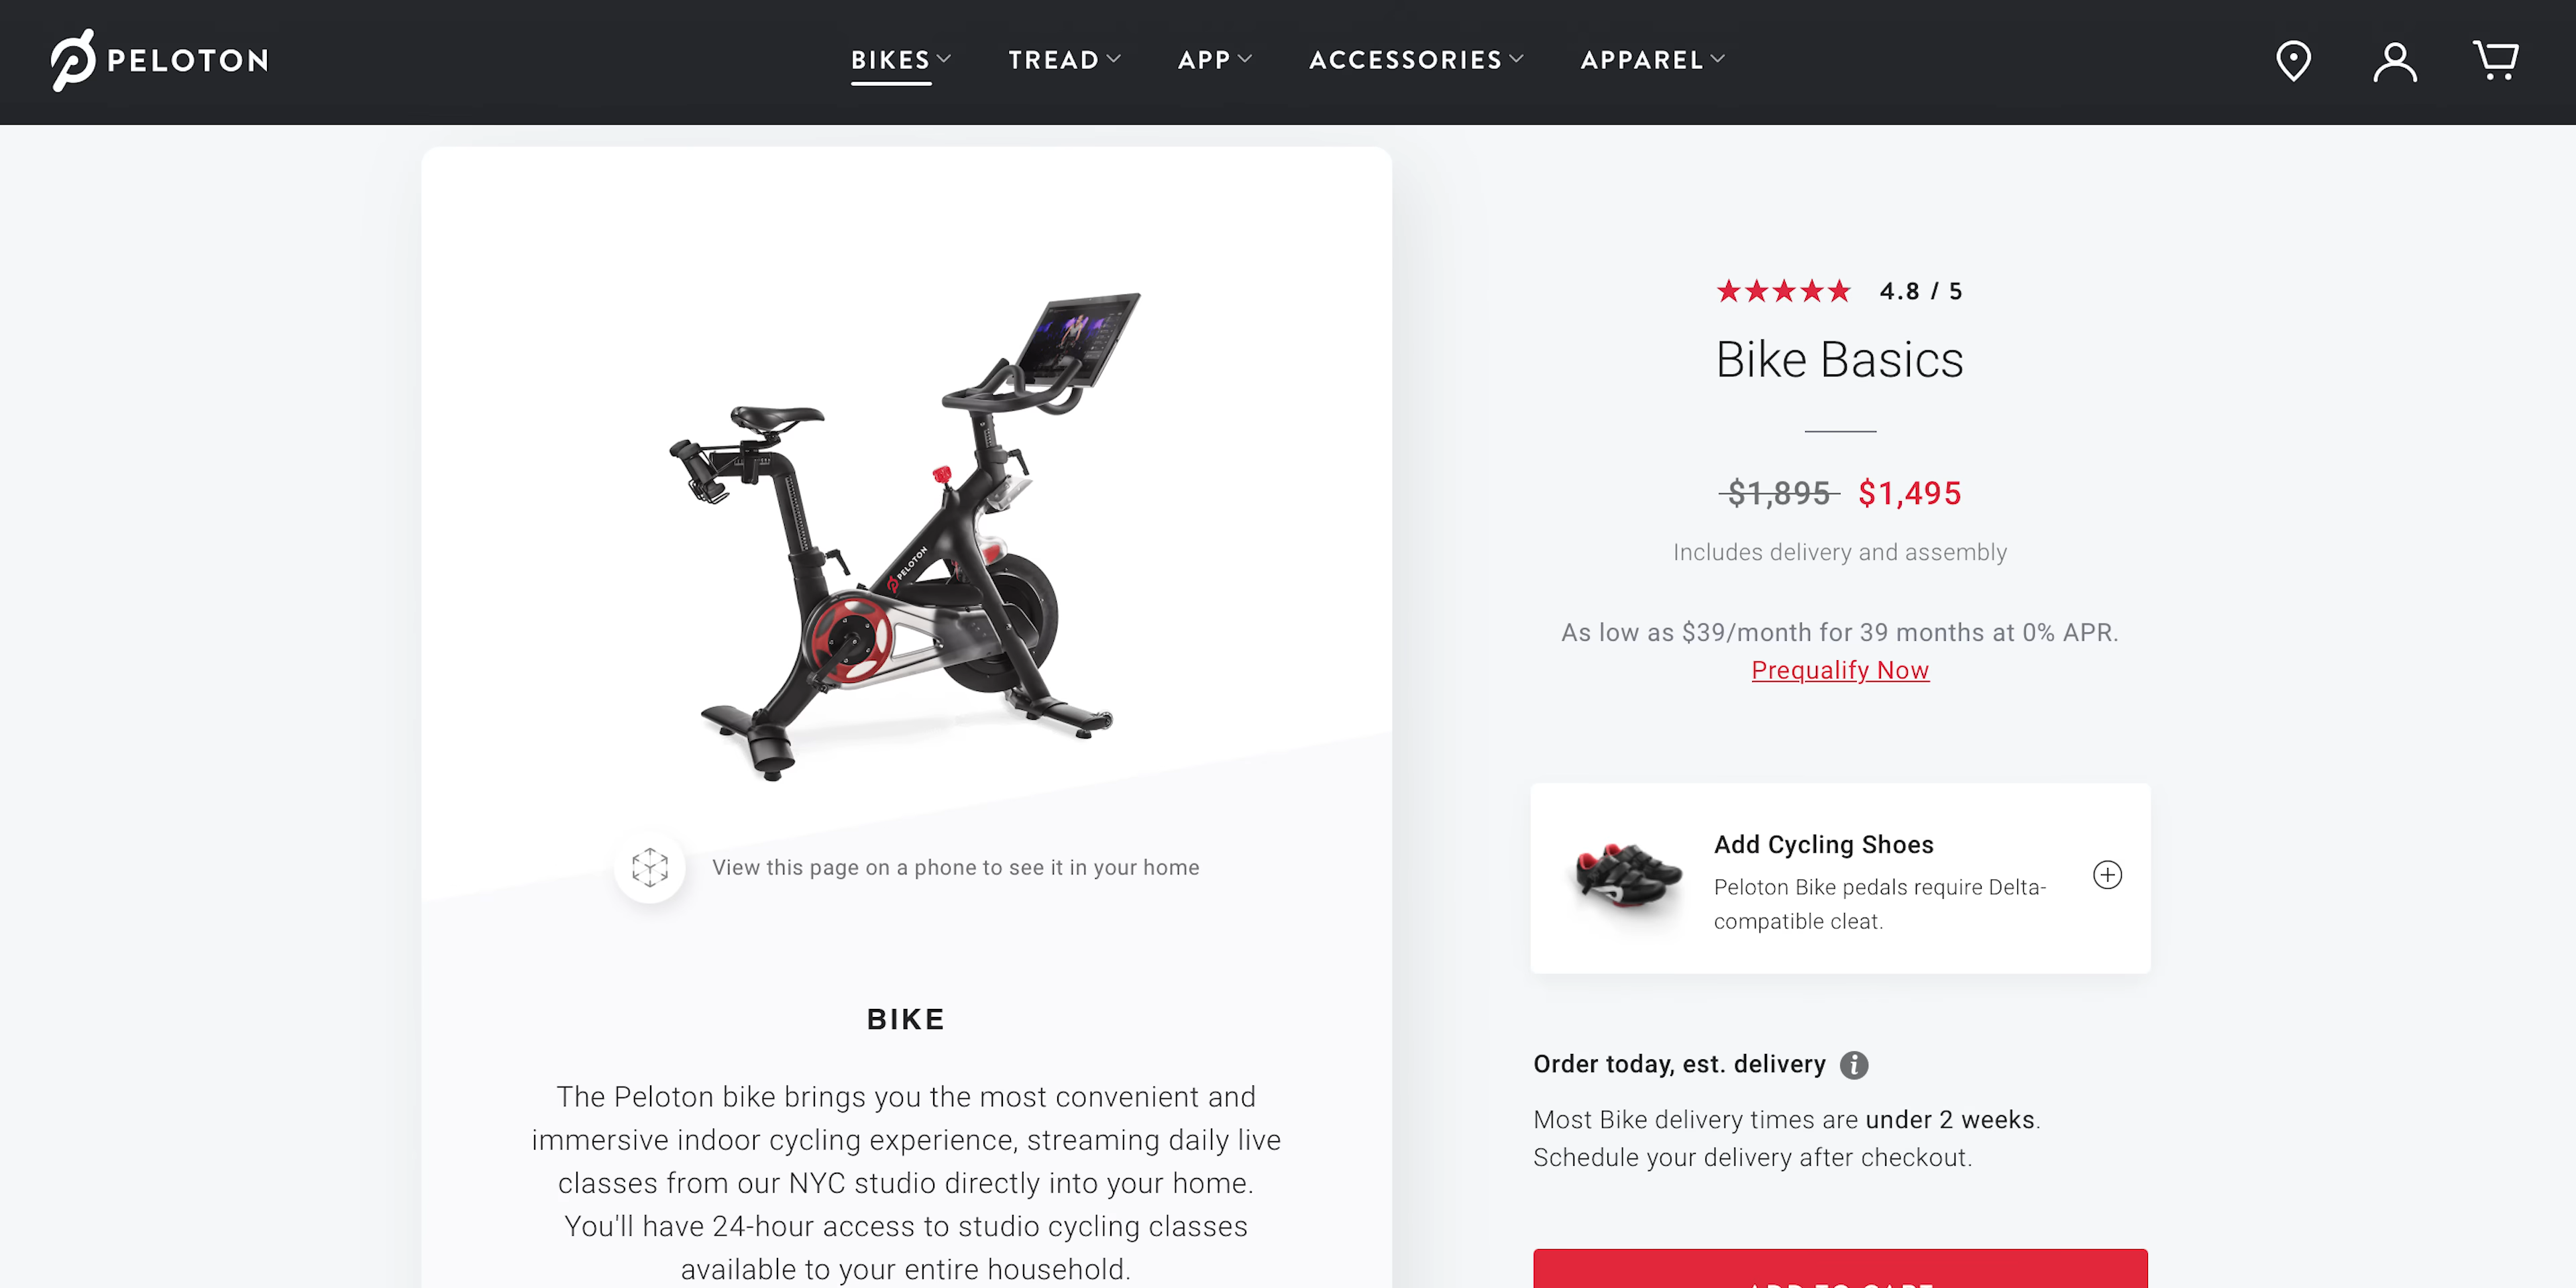 PELOTON
BIKES
TREAD
APP
ACCESSORIES
APPAREL
PELOTON
View this page on a phone to see it in your home
BIKE
The Peloton bike brings you the most convenient and
immersive indoor cycling experience, streaming daily live
classes from our NYC studio directly into your home.
You'll have 24-hour access to studio cycling classes
available to your entire household.
4.8 / 5
Bike Basics
$1,895 $1,495
Includes delivery and assembly
As low as $39/month for 39 months at 0% APR.
Prequalify Now
Add Cycling Shoes
Peloton Bike pedals require Delta-
compatible cleat.
Order today, est. delivery
Most Bike delivery times are under 2 weeks.
Schedule your delivery after checkout.
ADD TO CART